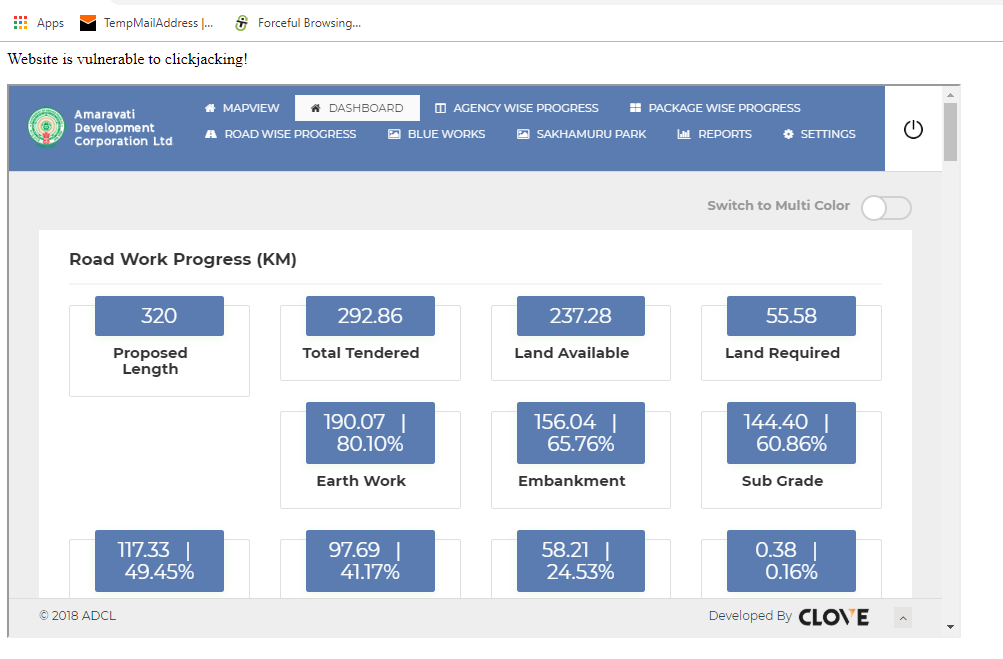 Apps TempMailAddress |... Forceful Browsing...
Website is vulnerable to clickjacking!
Amaravati
Development
Corporation Ltd
MAPVIEW DASHBOARD AGENCY WISE PROGRESS PACKAGE WISE PROGRESS
ROAD WISE PROGRESS BLUE WORKS SAKHAMURU PARK REPORTS SETTINGS
Switch to Multi Color
Road Work Progress (KM)
320 292.86 237.28 55.58
Proposed Total Tendered Land Available Land Required
Length
190.07 | 156.04 | 144.40 |
80.10% 65.76% 60.86%
Earth Work Embankment Sub Grade
117.33 | 97.69 | 58.21 | 0.38 |
49.45% 41.17% 24.53% 0.16%
© 2018 ADCL Developed By CLOVE